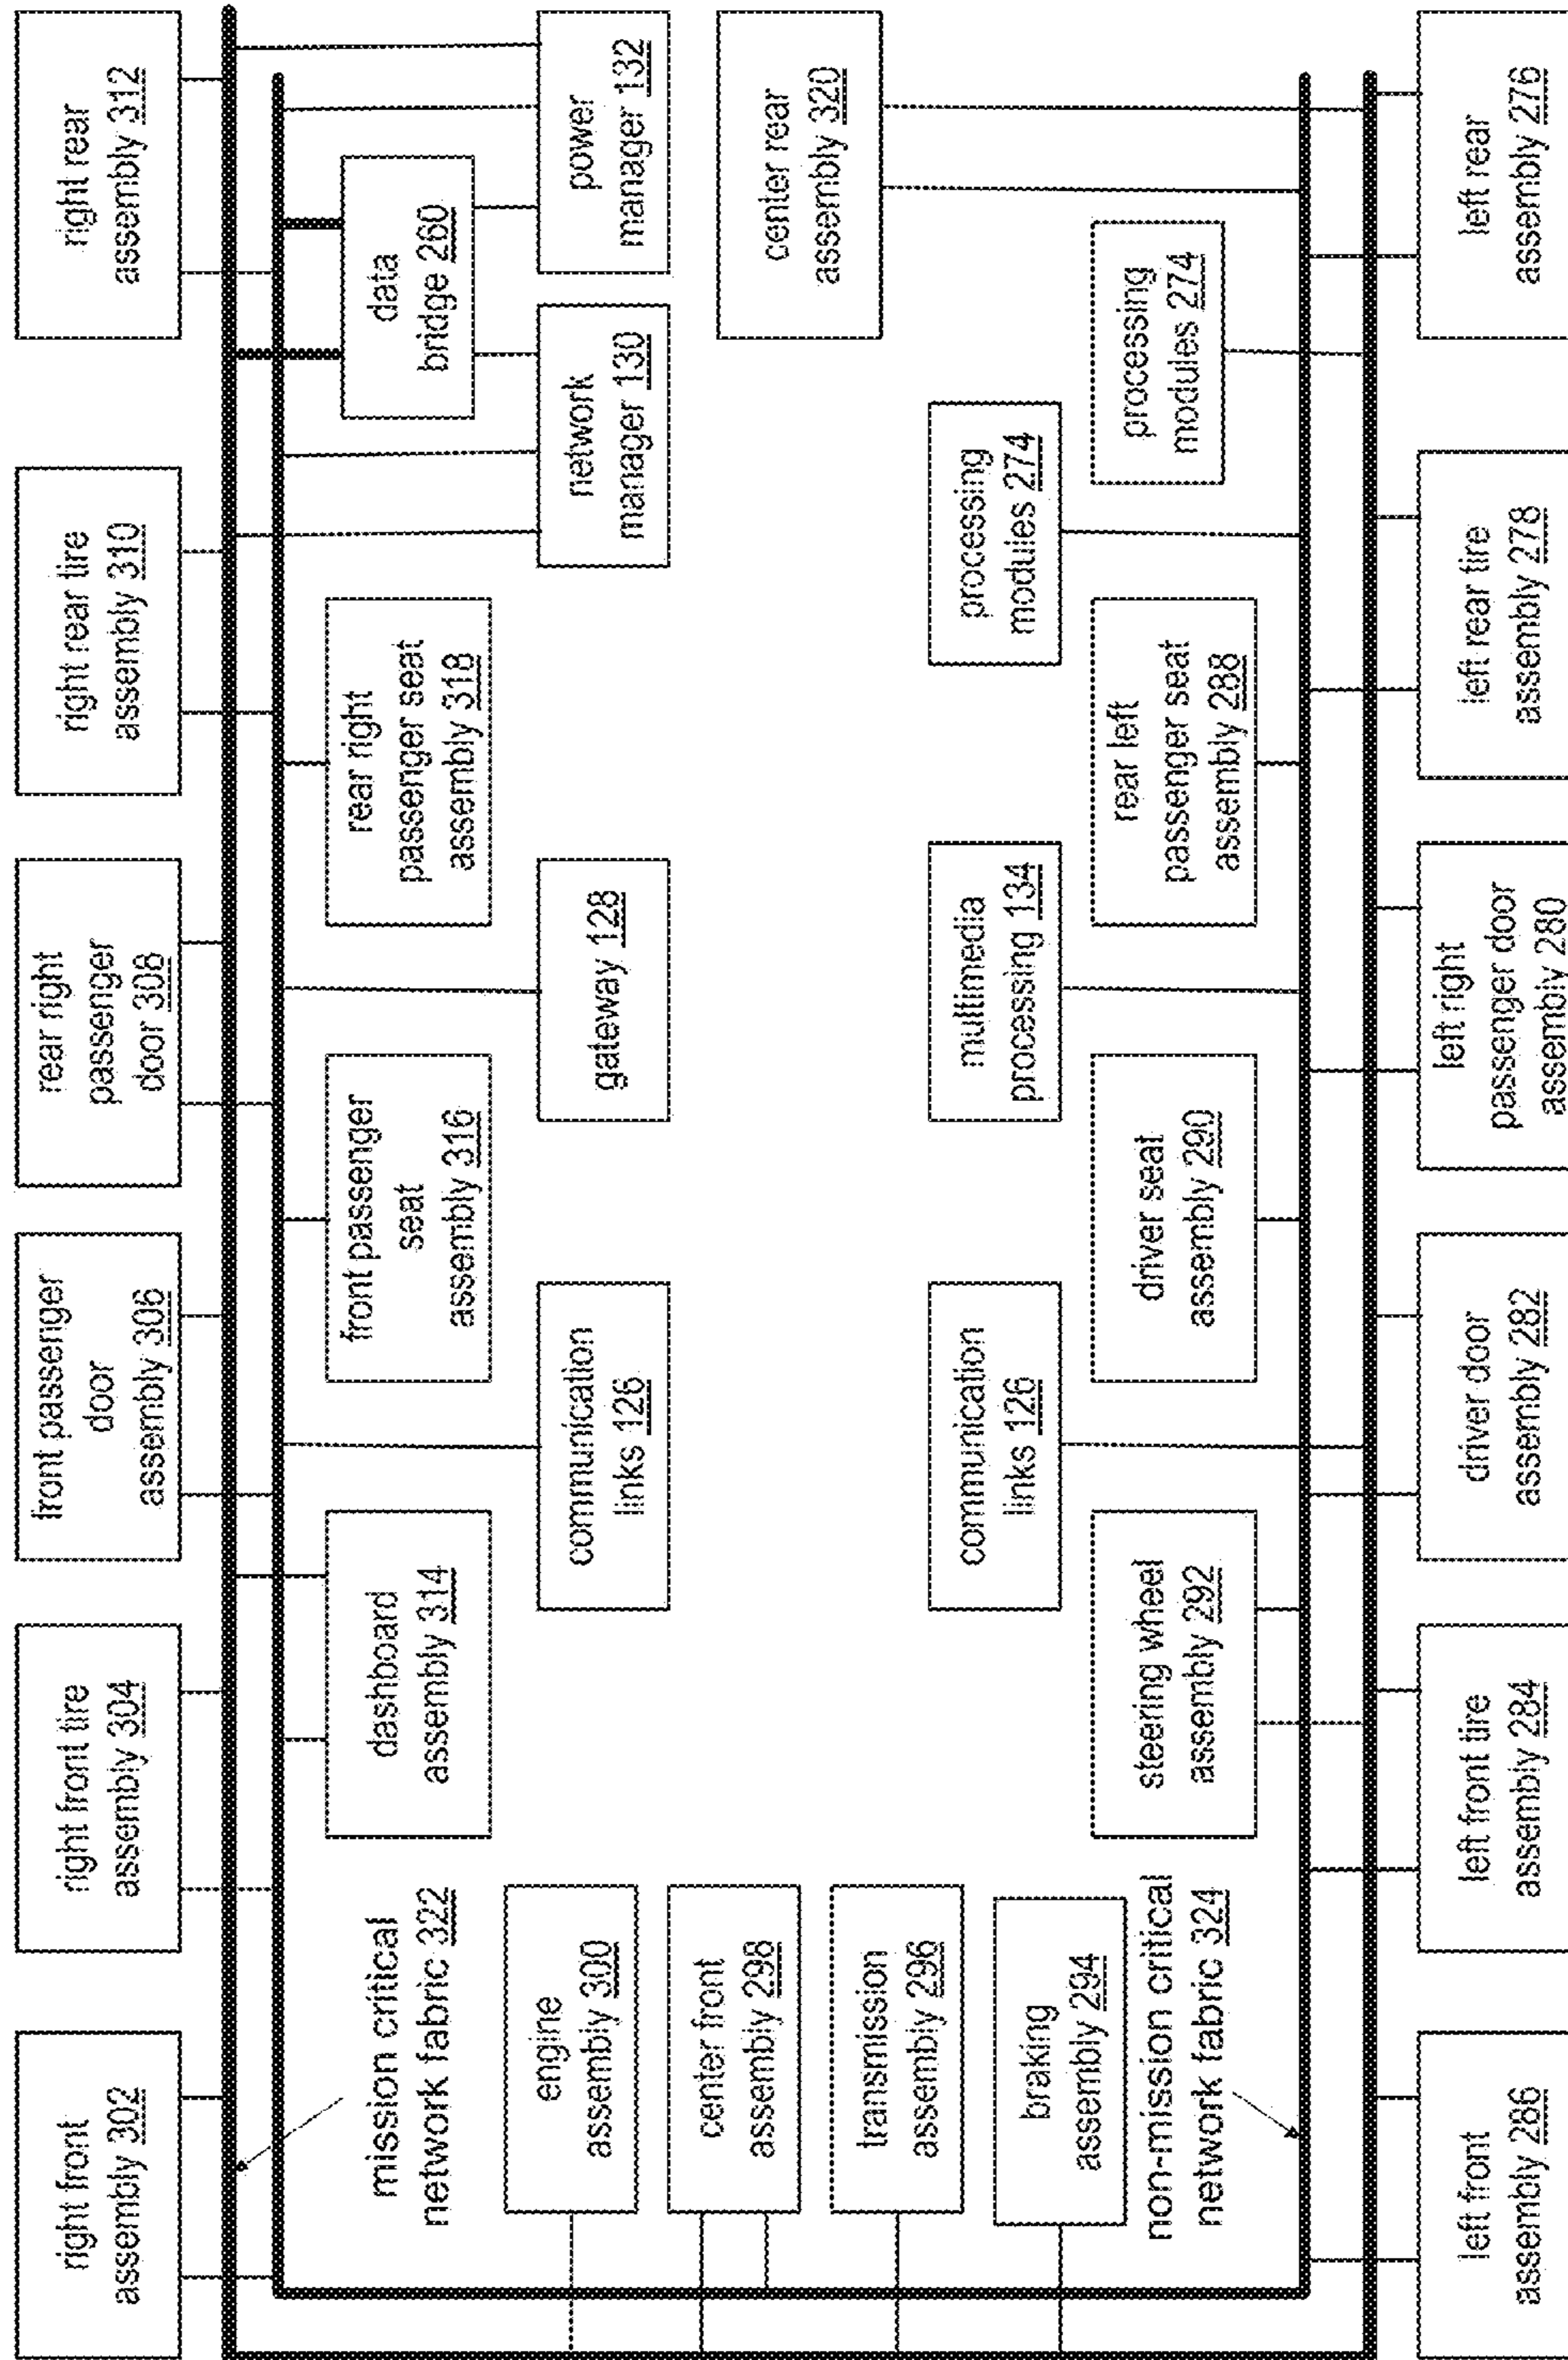 right front
assembly 302
right front tire
assembly 304
front passenger
door
assembly 306
rear right
passenger
door 308
right rear tire
assembly 310
right rear
assembly 312
mission critical
network fabric 322
dashboard
assembly 314
front passenger
seat
assembly 316
rear right
passenger seat
assembly 318
data
bridge 260
engine
assembly 300
communication
links 126
gateway 128
network
manager 130
power
manager 132
center front
assembly 298
center rear
assembly 320
transmission
assembly 296
communication
links 126
multimedia
processing 134
processing
modules 274
braking
assembly 294
non-mission critical
network fabric 324
steering wheel
assembly 292
driver seat
assembly 290
rear left
passenger seat
assembly 288
processing
modules 274
left front
assembly 286
left front tire
assembly 284
driver door
assembly 282
left right
passenger door
assembly 280
left rear tire
assembly 278
left rear
assembly 276